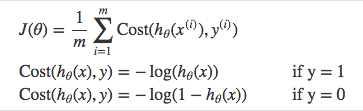 J(θ) = 1/m ∑_{i=1}^{m} Cost(h_θ(x^{(i)}), y^{(i)})
Cost(h_θ(x), y) = − log(h_θ(x)) if y = 1
Cost(h_θ(x), y) = − log(1 − h_θ(x)) if y = 0